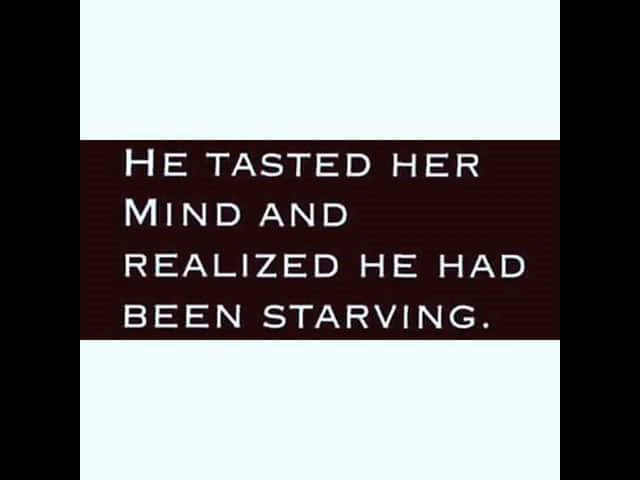 HE TASTED HER
MIND AND
REALIZED HE HAD
BEEN STARVING.